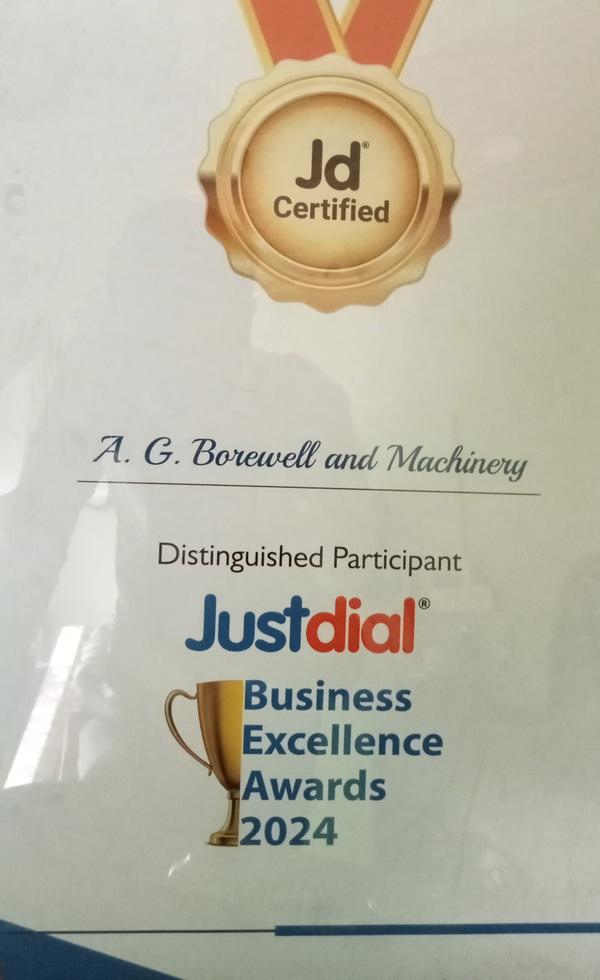 Jd®
Certified
A. G. Borewell and Machinery
Distinguished Participant
Justdial®
Business
Excellence
Awards
2024